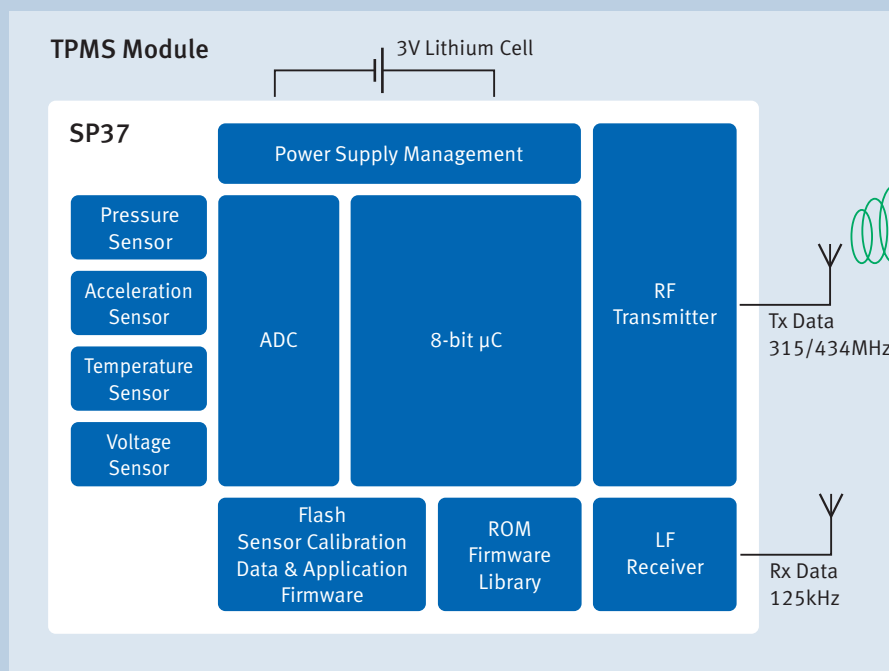 TPMS Module
3V Lithium Cell
SP37
Power Supply Management
Pressure
Sensor
Acceleration
Sensor
Temperature
Sensor
Voltage
Sensor
ADC
8-bit µC
RF
Transmitter
Tx Data
315/434MHz
Flash
Sensor Calibration
Data & Application
Firmware
ROM
Firmware
Library
LF
Receiver
Rx Data
125kHz